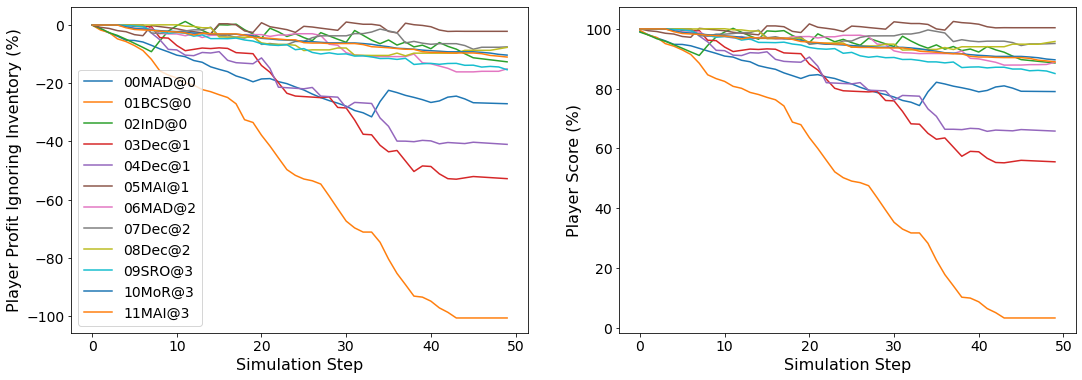 Player Profit Ignoring Inventory (%)
0
−20
−40
−60
−80
−100
00MAD@0
01BCS@0
02InD@0
03Dec@1
04Dec@1
05MAI@1
06MAD@2
07Dec@2
08Dec@2
09SRO@3
10MoR@3
11MAI@3
0 10 20 30 40 50
Simulation Step
Player Score (%)
100
80
60
40
20
0
0 10 20 30 40 50
Simulation Step